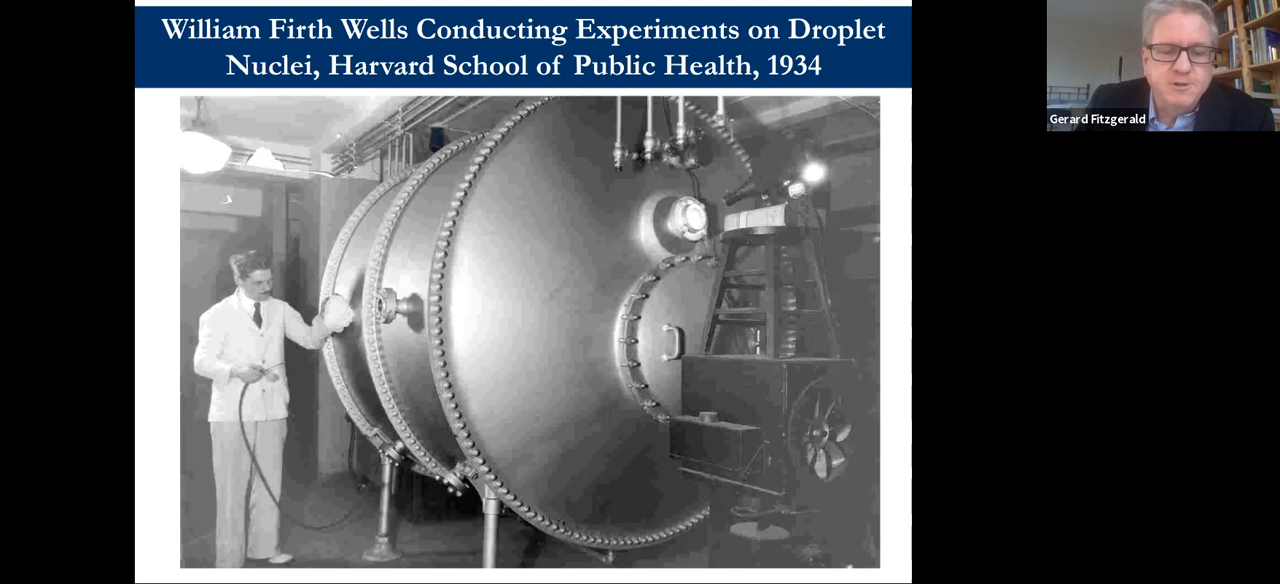 William Firth Wells Conducting Experiments on Droplet
Nuclei, Harvard School of Public Health, 1934
Gerard Fitzgerald